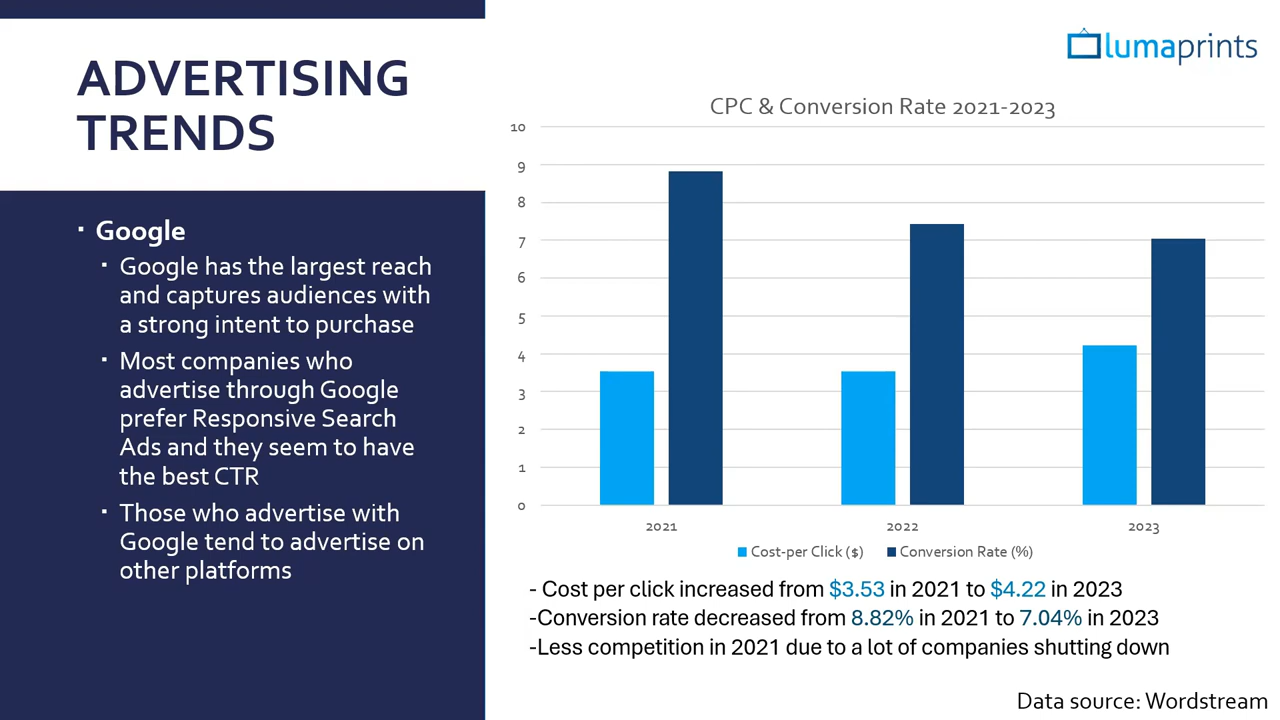 ADVERTISING
TRENDS
▪ Google
▪ Google has the largest reach
and captures audiences with
a strong intent to purchase
▪ Most companies who
advertise through Google
prefer Responsive Search
Ads and they seem to have
the best CTR
▪ Those who advertise with
Google tend to advertise on
other platforms
lumaprints
CPC & Conversion Rate 2021-2023
10
9
8
7
6
5
4
3
2
1
0
2021 2022 2023
Cost-per Click ($) Conversion Rate (%)
- Cost per click increased from $3.53 in 2021 to $4.22 in 2023
-Conversion rate decreased from 8.82% in 2021 to 7.04% in 2023
-Less competition in 2021 due to a lot of companies shutting down
Data source: Wordstream